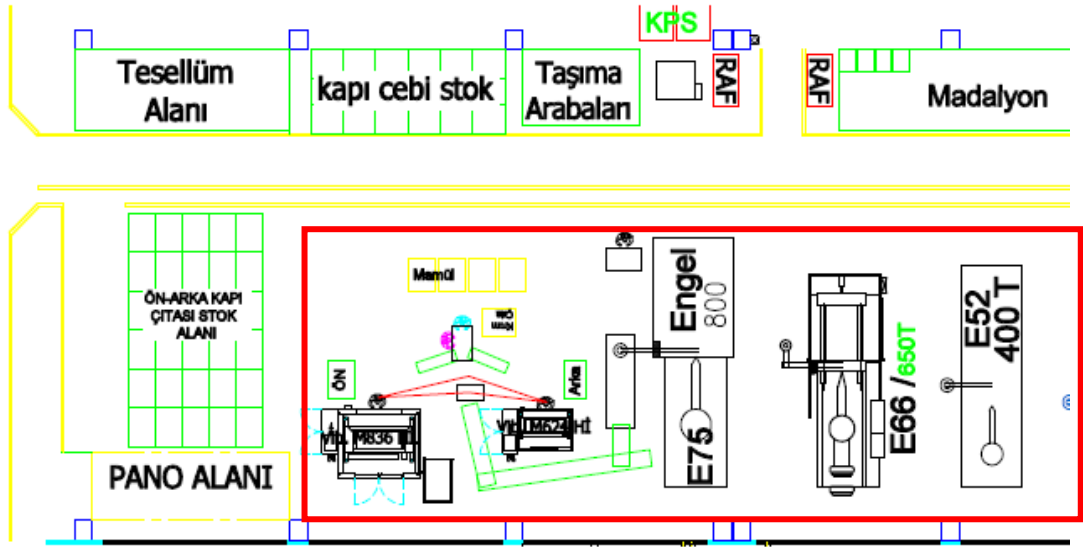 KPS
Tesellüm
Alanı
kapı cebi stok
Taşıma
Arabaları
RAF
RAF
Madalyon
ÖN-ARKA KAPI
ÇITASI STOK
ALANI
Mamül
Engel
800
ÖN
Arka
E75
E66 /650T
E52
400 T
PANO ALANI